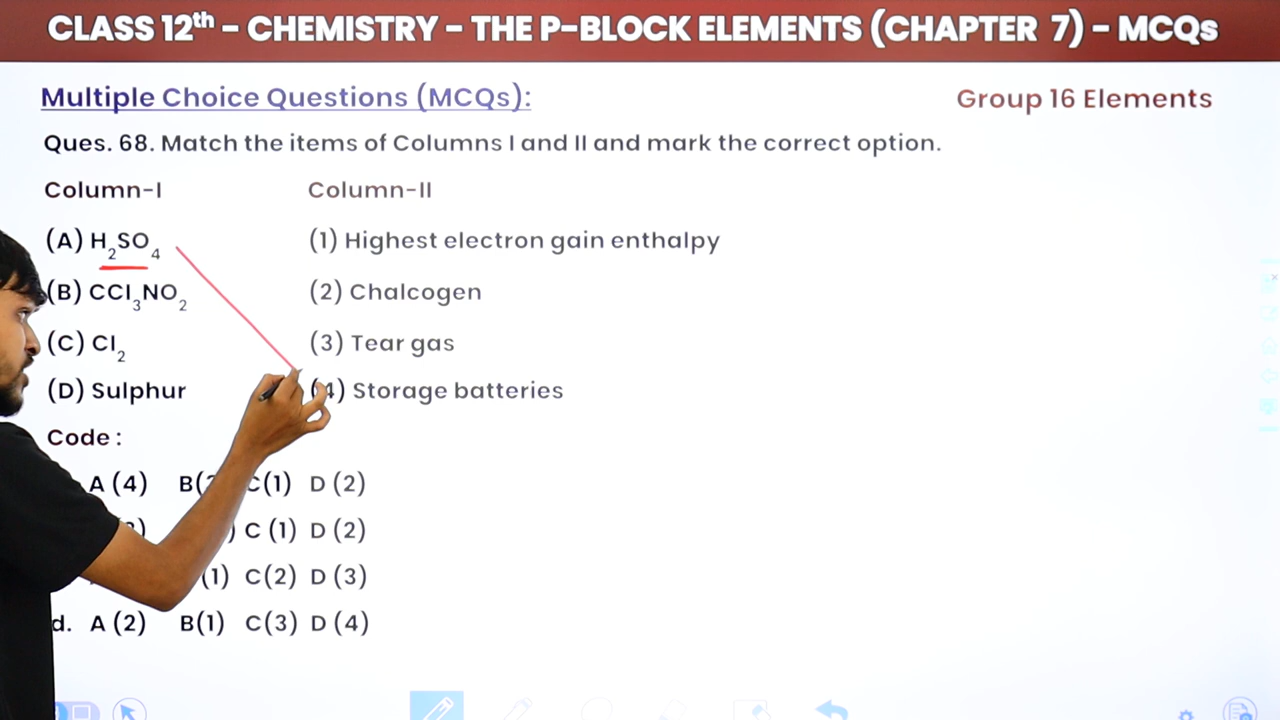 CLASS 12th – CHEMISTRY – THE P-BLOCK ELEMENTS (CHAPTER 7) – MCQs
Multiple Choice Questions (MCQs):
Group 16 Elements
Ques. 68. Match the items of Columns I and II and mark the correct option.
Column-I Column-II
(A) H2SO4 (1) Highest electron gain enthalpy
(B) CCl3NO2 (2) Chalcogen
(C) Cl2 (3) Tear gas
(D) Sulphur (4) Storage batteries
Code :
A (4) C(1) D (2)
C (1) D (2)
(1) C(2) D (3)
d. A (2) B(1) C(3) D (4)